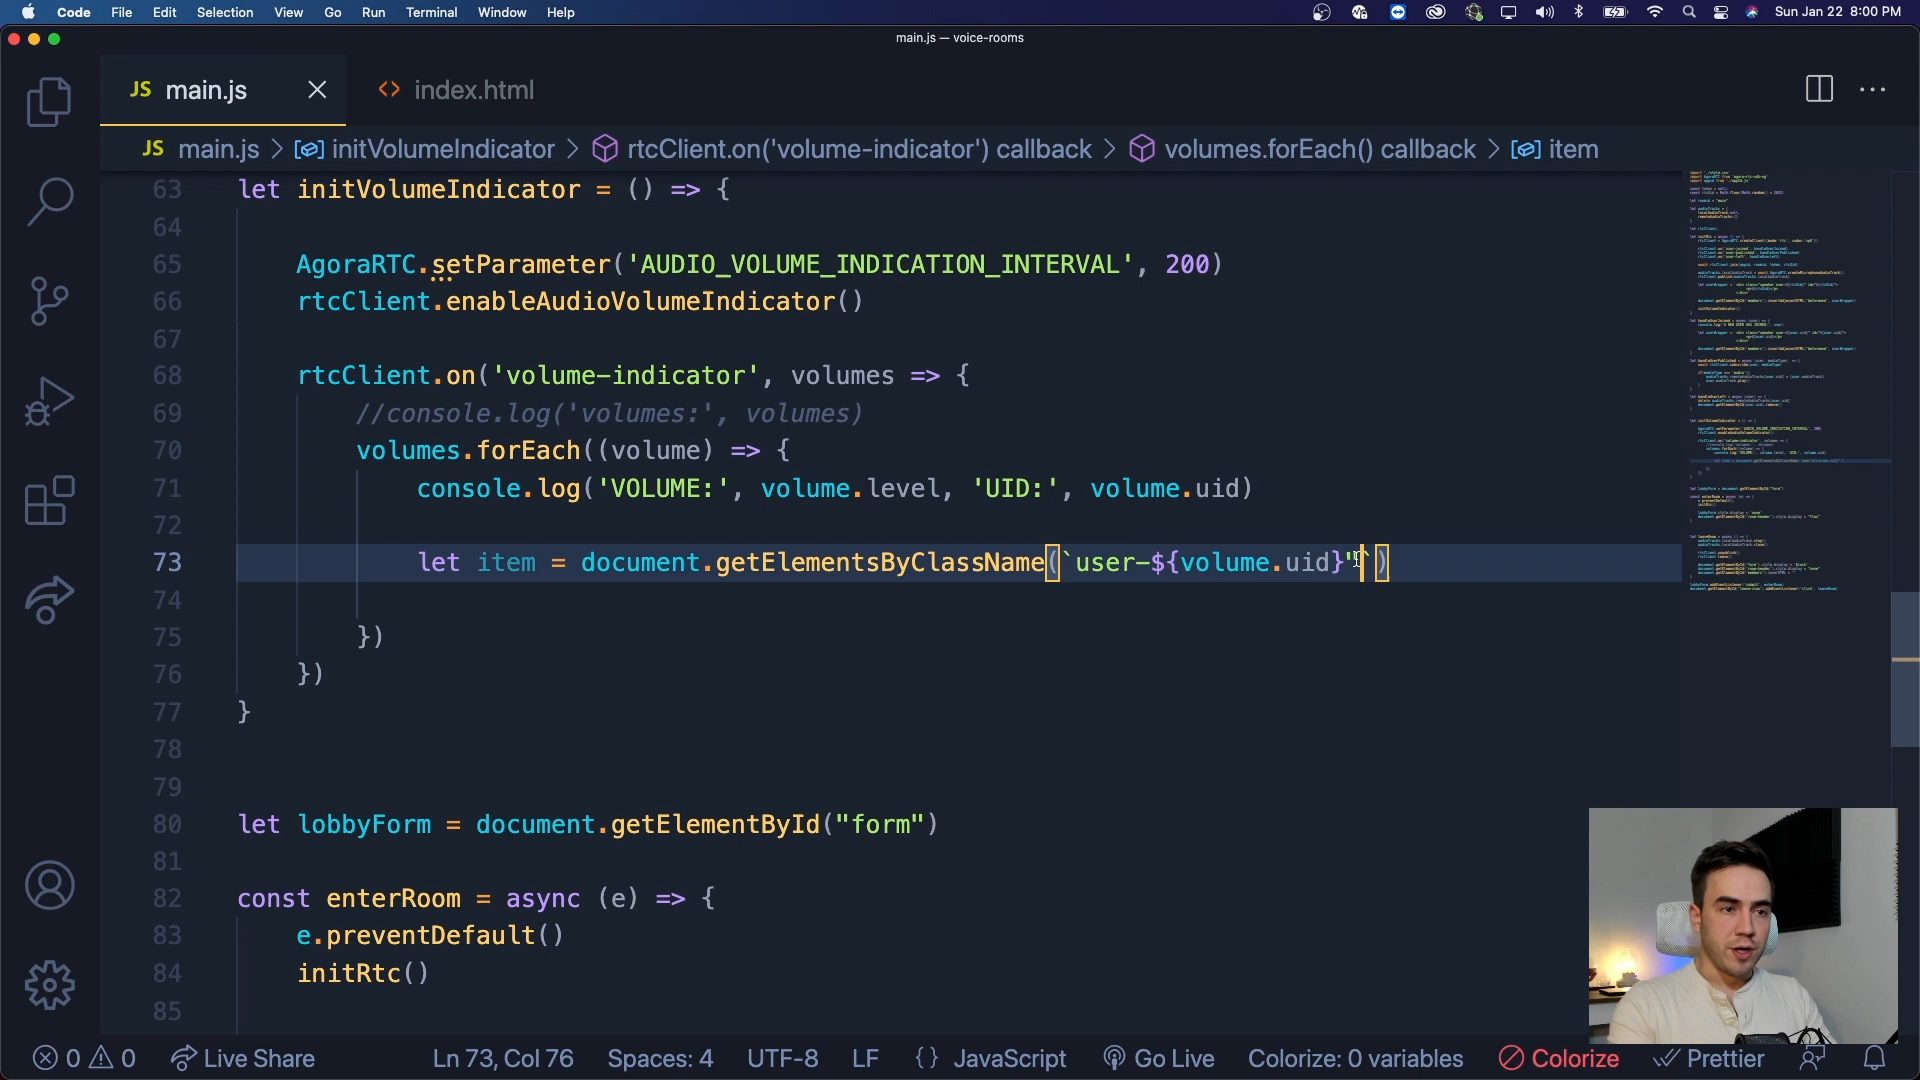 Code File Edit Selection View Go Run Terminal Window Help Sun Jan 22 8:00 PM
main.js — voice-rooms
JS main.js index.html
JS main.js > initVolumeIndicator > rtcClient.on('volume-indicator') callback > volumes.forEach() callback > item
63 let initVolumeIndicator = () => {
64
65 AgoraRTC.setParameter('AUDIO_VOLUME_INDICATION_INTERVAL', 200)
66 rtcClient.enableAudioVolumeIndicator()
67
68 rtcClient.on('volume-indicator', volumes => {
69 //console.log('volumes:', volumes)
70 volumes.forEach((volume) => {
71 console.log('VOLUME:', volume.level, 'UID:', volume.uid)
72
73 let item = document.getElementsByClassName(`user-${volume.uid}"`)
74
75 })
76 })
77 }
78
79
80 let lobbyForm = document.getElementById("form")
81
82 const enterRoom = async (e) => {
83 e.preventDefault()
84 initRtc()
85
0 0 Live Share Ln 73, Col 76 Spaces: 4 UTF-8 LF {} JavaScript Go Live Colorize: 0 variables Colorize Prettier